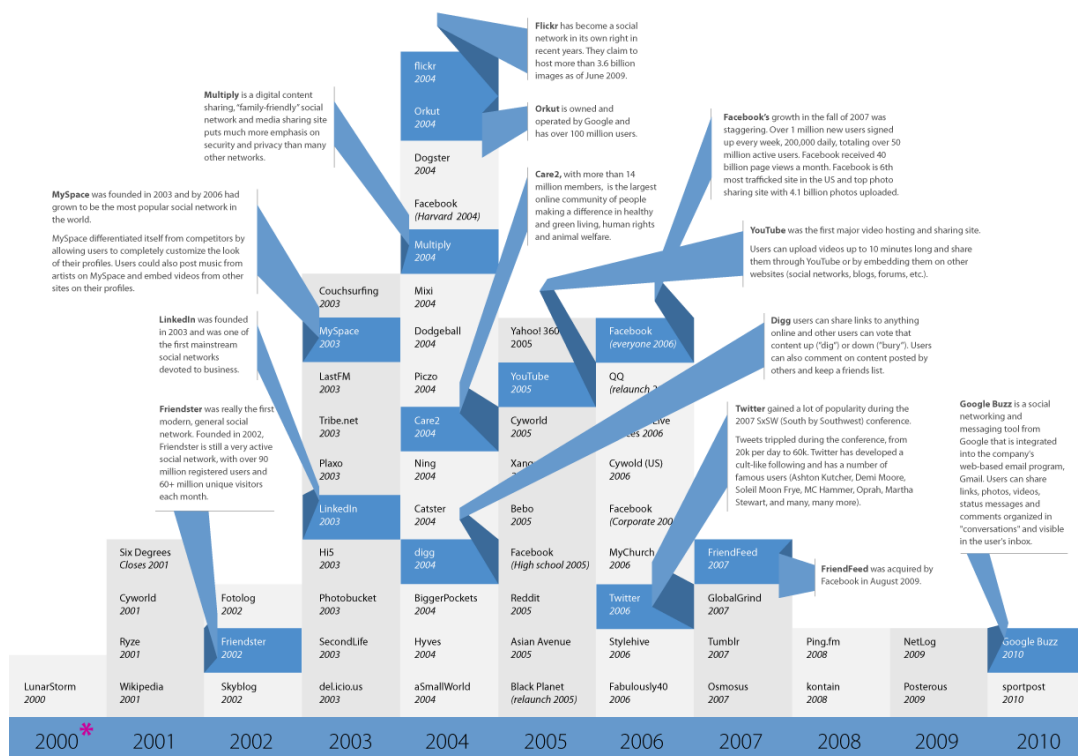 Flickr has become a social
network in its own right in
recent years. They claim to
host more than 3.6 billion
images as of June 2009.
Orkut is owned and
operated by Google and
has over 100 million users.
Multiply is a digital content
sharing, "family-friendly" social
network and media sharing site
puts much more emphasis on
security and privacy than many
other networks.
Facebook's growth in the fall of 2007 was
staggering. Over 1 million new users signed
up every week, 200,000 daily, totaling over 50
million active users. Facebook received 40
billion page views a month. Facebook is 6th
most trafficked site in the US and top photo
sharing site with 4.1 billion photos uploaded.
Care2, with more than 14
million members, is the largest
online community of people
making a difference in healthy
and green living, human rights
and animal welfare.
MySpace was founded in 2003 and by 2006 had
grown to be the most popular social network in
the world.
MySpace differentiated itself from competitors by
allowing users to completely customize the look
of their profiles. Users could also post music from
artists on MySpace and embed videos from other
sites on their profiles.
YouTube was the first major video hosting and sharing site.
Users can upload videos up to 10 minutes long and share
them through YouTube or by embedding them on other
websites (social networks, blogs, forums, etc.).
LinkedIn was founded
in 2003 and was one of
the first mainstream
social networks
devoted to business.
Digg users can share links to anything
online and other users can vote that
content up ("dig") or down ("bury"). Users
can also comment on content posted by
others and keep a friends list.
Friendster was really the first
modern, general social
network. Founded in 2002,
Friendster is still a very active
social network, with over 90
million registered users and
60+ million unique visitors
each month.
Twitter gained a lot of popularity during the
2007 SxSW (South by Southwest) conference.
Tweets trippled during the conference, from
20k per day to 60k. Twitter has developed a
cult-like following and has a number of
famous users (Ashton Kutcher, Demi Moore,
Soleil Moon Frye, MC Hammer, Oprah, Martha
Stewart, and many, many more).
Google Buzz is a social
networking and
messaging tool from
Google that is integrated
into the company's
web-based email program,
Gmail. Users can share
links, photos, videos,
status messages and
comments organized in
"conversations" and visible
in the user's inbox.
FriendFeed was acquired by
Facebook in August 2009.
LunarStorm
2000
Six Degrees
Closes 2001
Cyworld
2001
Ryze
2001
Wikipedia
2001
Fotolog
2002
Friendster
2002
Skyblog
2002
Couchsurfing
2003
MySpace
2003
LastFM
2003
Tribe.net
2003
Plaxo
2003
LinkedIn
2003
Hi5
2003
Photobucket
2003
SecondLife
2003
del.icio.us
2003
flickr
2004
Orkut
2004
Dogster
2004
Facebook
(Harvard 2004)
Multiply
2004
Mixi
2004
Dodgeball
2004
Piczo
2004
Care2
2004
Ning
2004
Catster
2004
digg
2004
BiggerPockets
2004
Hyves
2004
aSmallWorld
2004
Yahoo! 360
2005
YouTube
2005
Cyworld
2005
2005
Bebo
2005
Facebook
(High school 2005)
Reddit
2005
Asian Avenue
2005
Black Planet
(relaunch 2005)
Facebook
(everyone 2006)
QQ
(relaunch
2006
Cywold (US)
2006
Facebook
(Corporate
MyChurch
2006
Twitter
2006
Stylehive
2006
Fabulously40
2006
FriendFeed
2007
GlobalGrind
2007
Tumblr
2007
Osmosus
2007
Ping.fm
2008
kontain
2008
NetLog
2009
Posterous
2009
Google Buzz
2010
sportpost
2010
2000* 2001 2002 2003 2004 2005 2006 2007 2008 2009 2010